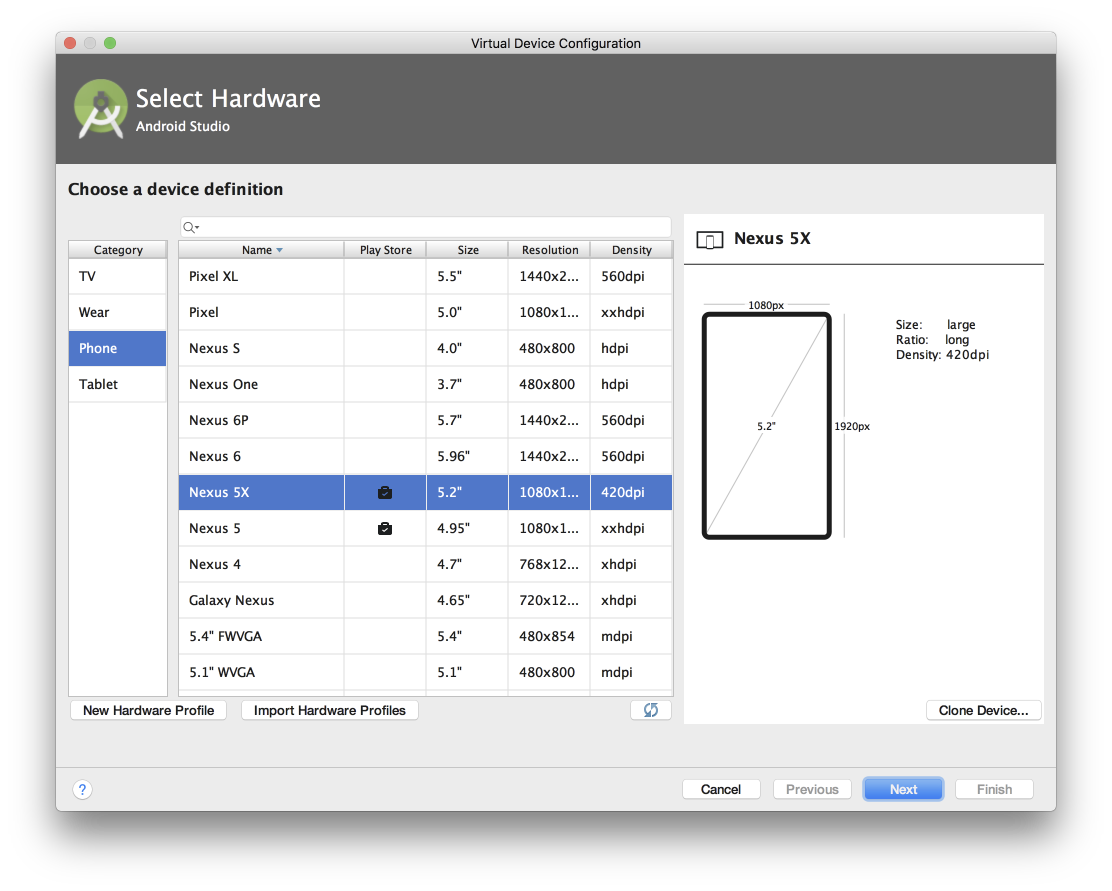 Virtual Device Configuration
Select Hardware
Android Studio
Choose a device definition
Category
TV
Wear
Phone
Tablet
Name Play Store Size Resolution Density
Pixel XL 5.5" 1440x2... 560dpi
Pixel 5.0" 1080x1... xxhdpi
Nexus S 4.0" 480x800 hdpi
Nexus One 3.7" 480x800 hdpi
Nexus 6P 5.7" 1440x2... 560dpi
Nexus 6 5.96" 1440x2... 560dpi
Nexus 5X 5.2" 1080x1... 420dpi
Nexus 5 4.95" 1080x1... xxhdpi
Nexus 4 4.7" 768x12... xhdpi
Galaxy Nexus 4.65" 720x12... xhdpi
5.4" FWVGA 5.4" 480x854 mdpi
5.1" WVGA 5.1" 480x800 mdpi
New Hardware Profile Import Hardware Profiles
Nexus 5X
1080px
5.2"
1920px
Size: large
Ratio: long
Density: 420dpi
Clone Device...
? Cancel Previous Next Finish